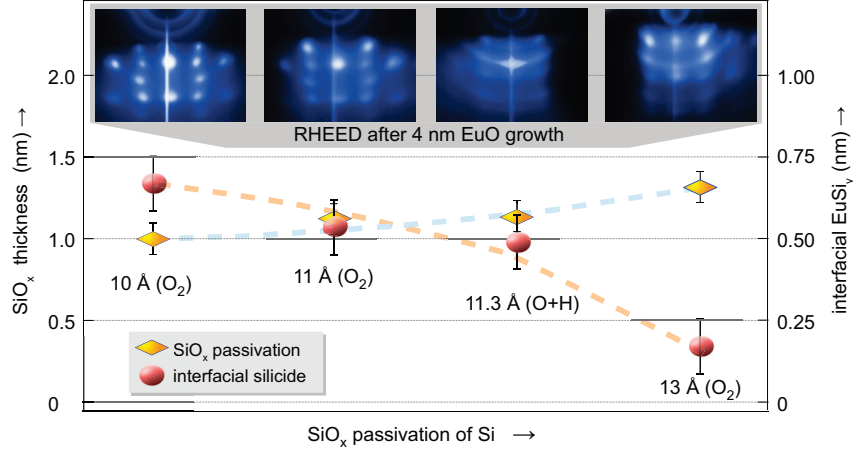 RHEED after 4 nm EuO growth
SiOx thickness (nm) →
2.0
1.5
1.0
0.5
0
interfacial EuSiy (nm) →
1.00
0.75
0.50
0.25
0
10 Å (O2)
11 Å (O2)
11.3 Å (O+H)
13 Å (O2)
SiOx passivation
interfacial silicide
SiOx passivation of Si →